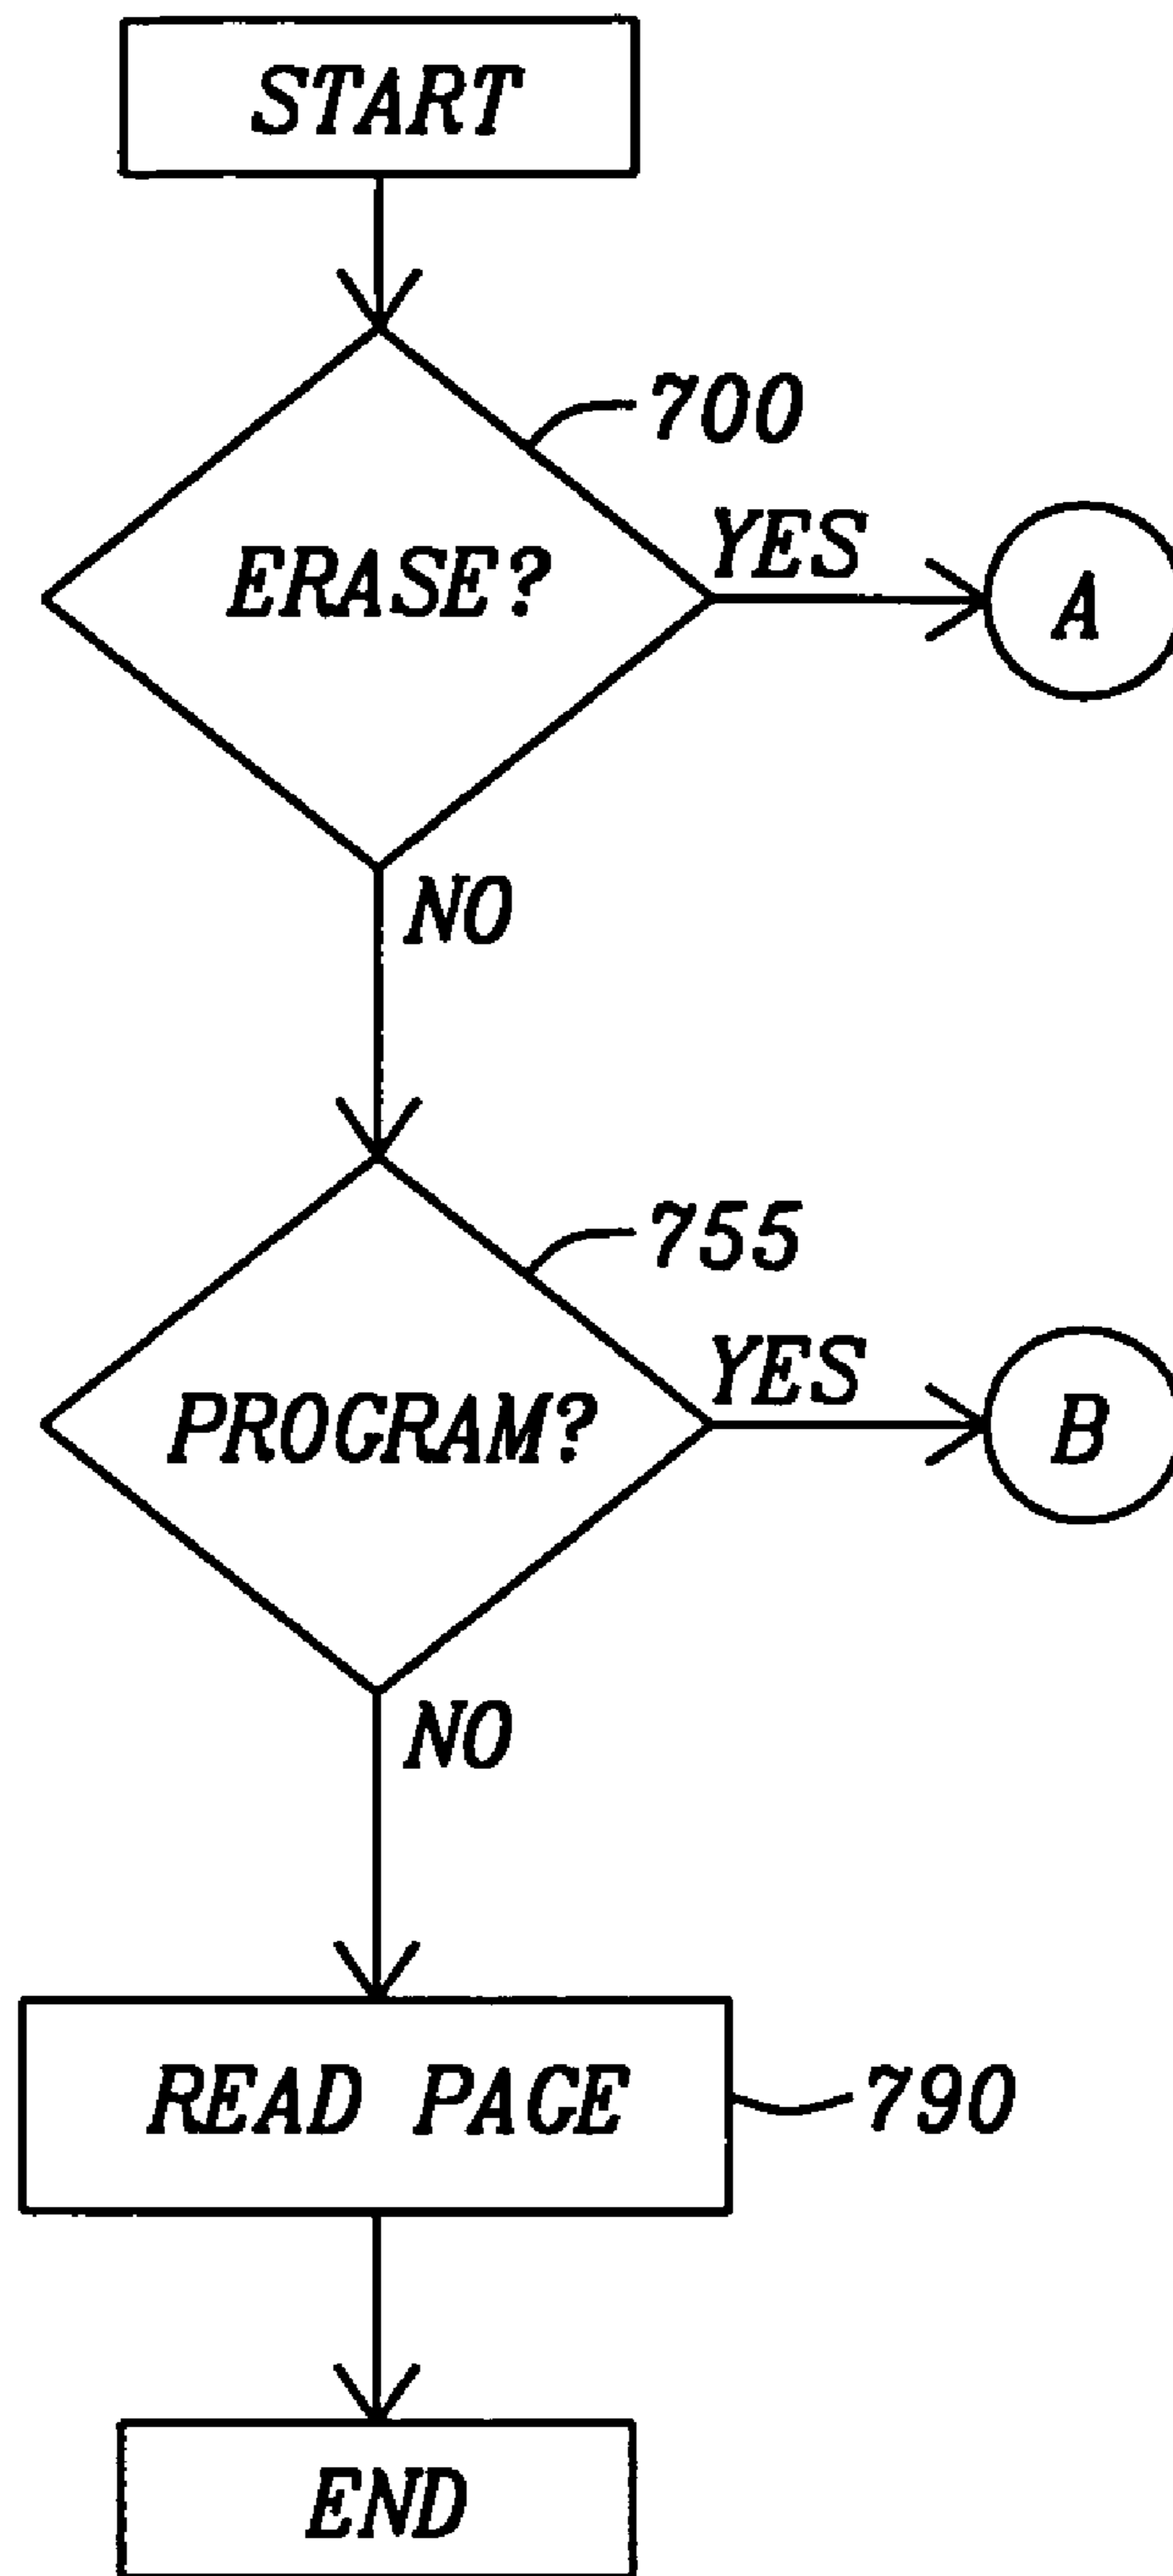 START
700
ERASE?
YES
A
NO
755
PROGRAM?
YES
B
NO
READ PAGE
790
END